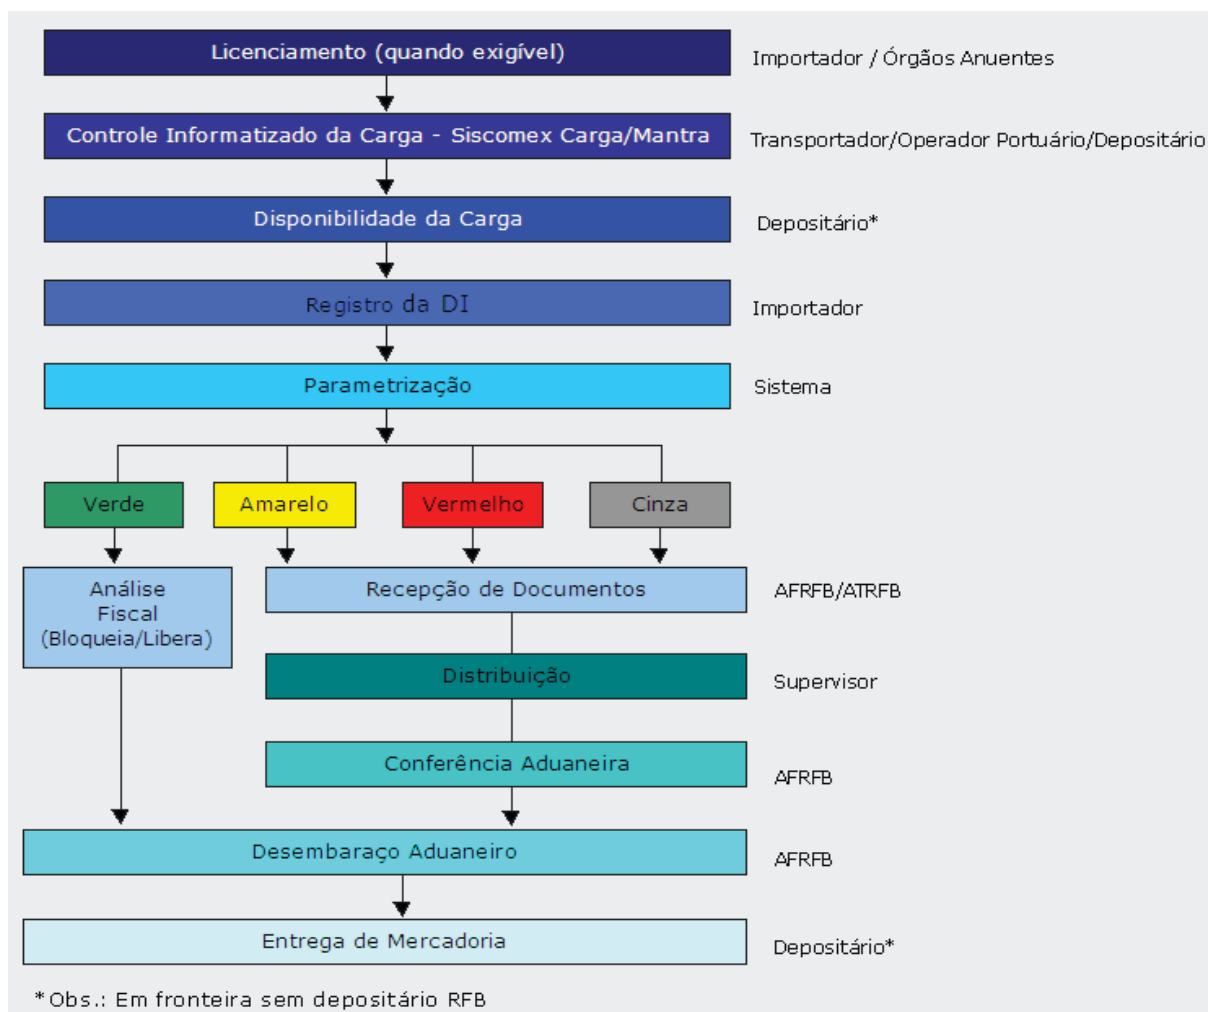 Licenciamento (quando exigível)
Importador / Órgãos Anuentes
Controle Informatizado da Carga - Siscomex Carga/Mantra
Transportador/Operador Portuário/Depositário
Disponibilidade da Carga
Depositário*
Registro da DI
Importador
Parametrização
Sistema
Verde
Amarelo
Vermelho
Cinza
Análise
Fiscal
(Bloqueia/Libera)
Recepção de Documentos
AFRFB/ATRFB
Distribuição
Supervisor
Conferência Aduaneira
AFRFB
Desembaraço Aduaneiro
AFRFB
Entrega de Mercadoria
Depositário*
*Obs.: Em fronteira sem depositário RFB